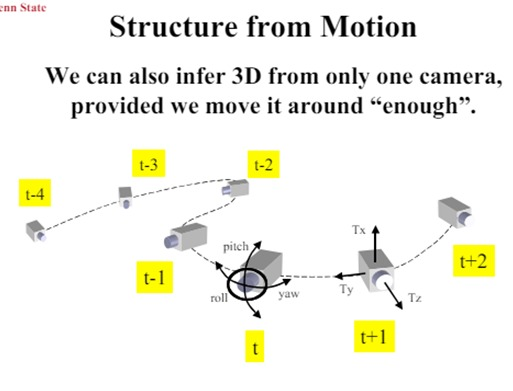 enn State
Structure from Motion
We can also infer 3D from only one camera,
provided we move it around “enough”.
t-4
t-3
t-2
t-1
pitch
roll
yaw
t
Tx
Ty
Tz
t+1
t+2